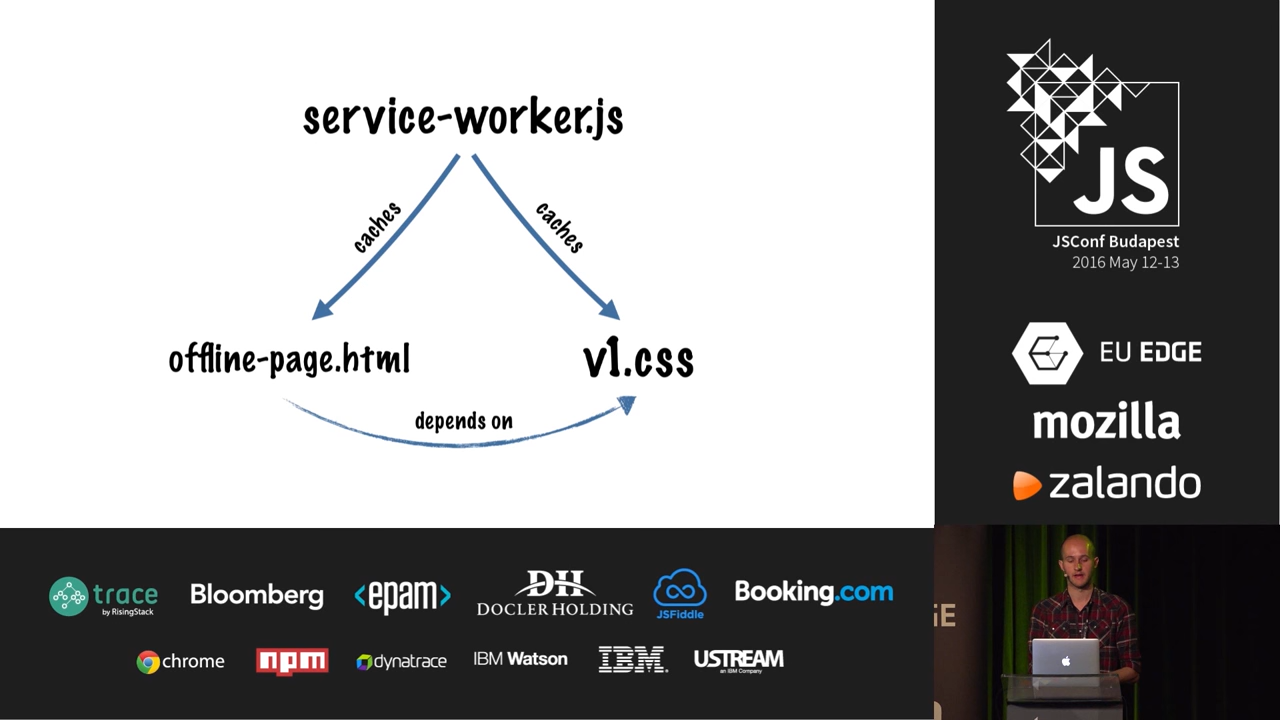 service-worker.js
caches
caches
offline-page.html
v1.css
depends on
JS
JSConf Budapest
2016 May 12-13
EU EDGE
mozilla
zalando
trace
by RisingStack
Bloomberg
<epam>
DH
DOCLER HOLDING
JSFiddle
Booking.com
chrome
npm
dynatrace
IBM Watson
IBM
USTREAM
an IBM Company